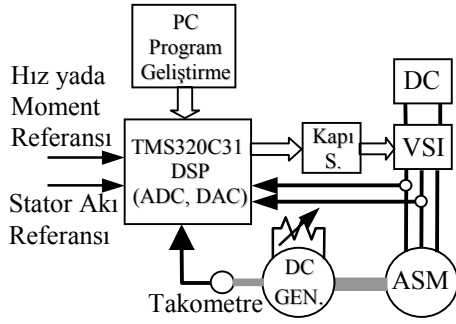 PC
Program
Geliştirme
Hız yada
Moment
Referansı
TMS320C31
DSP
(ADC, DAC)
Kapı
S.
DC
VSI
Stator Akı
Referansı
Takometre
DC
GEN.
ASM